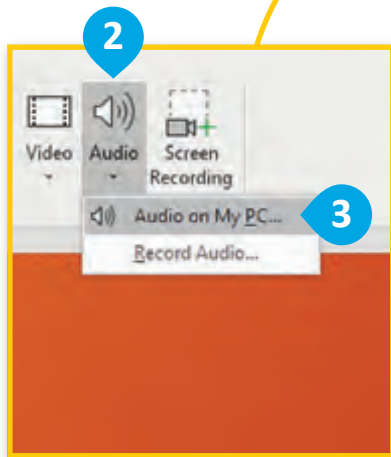 2
Video Audio Screen
Recording
Audio on My PC...
3
Record Audio...